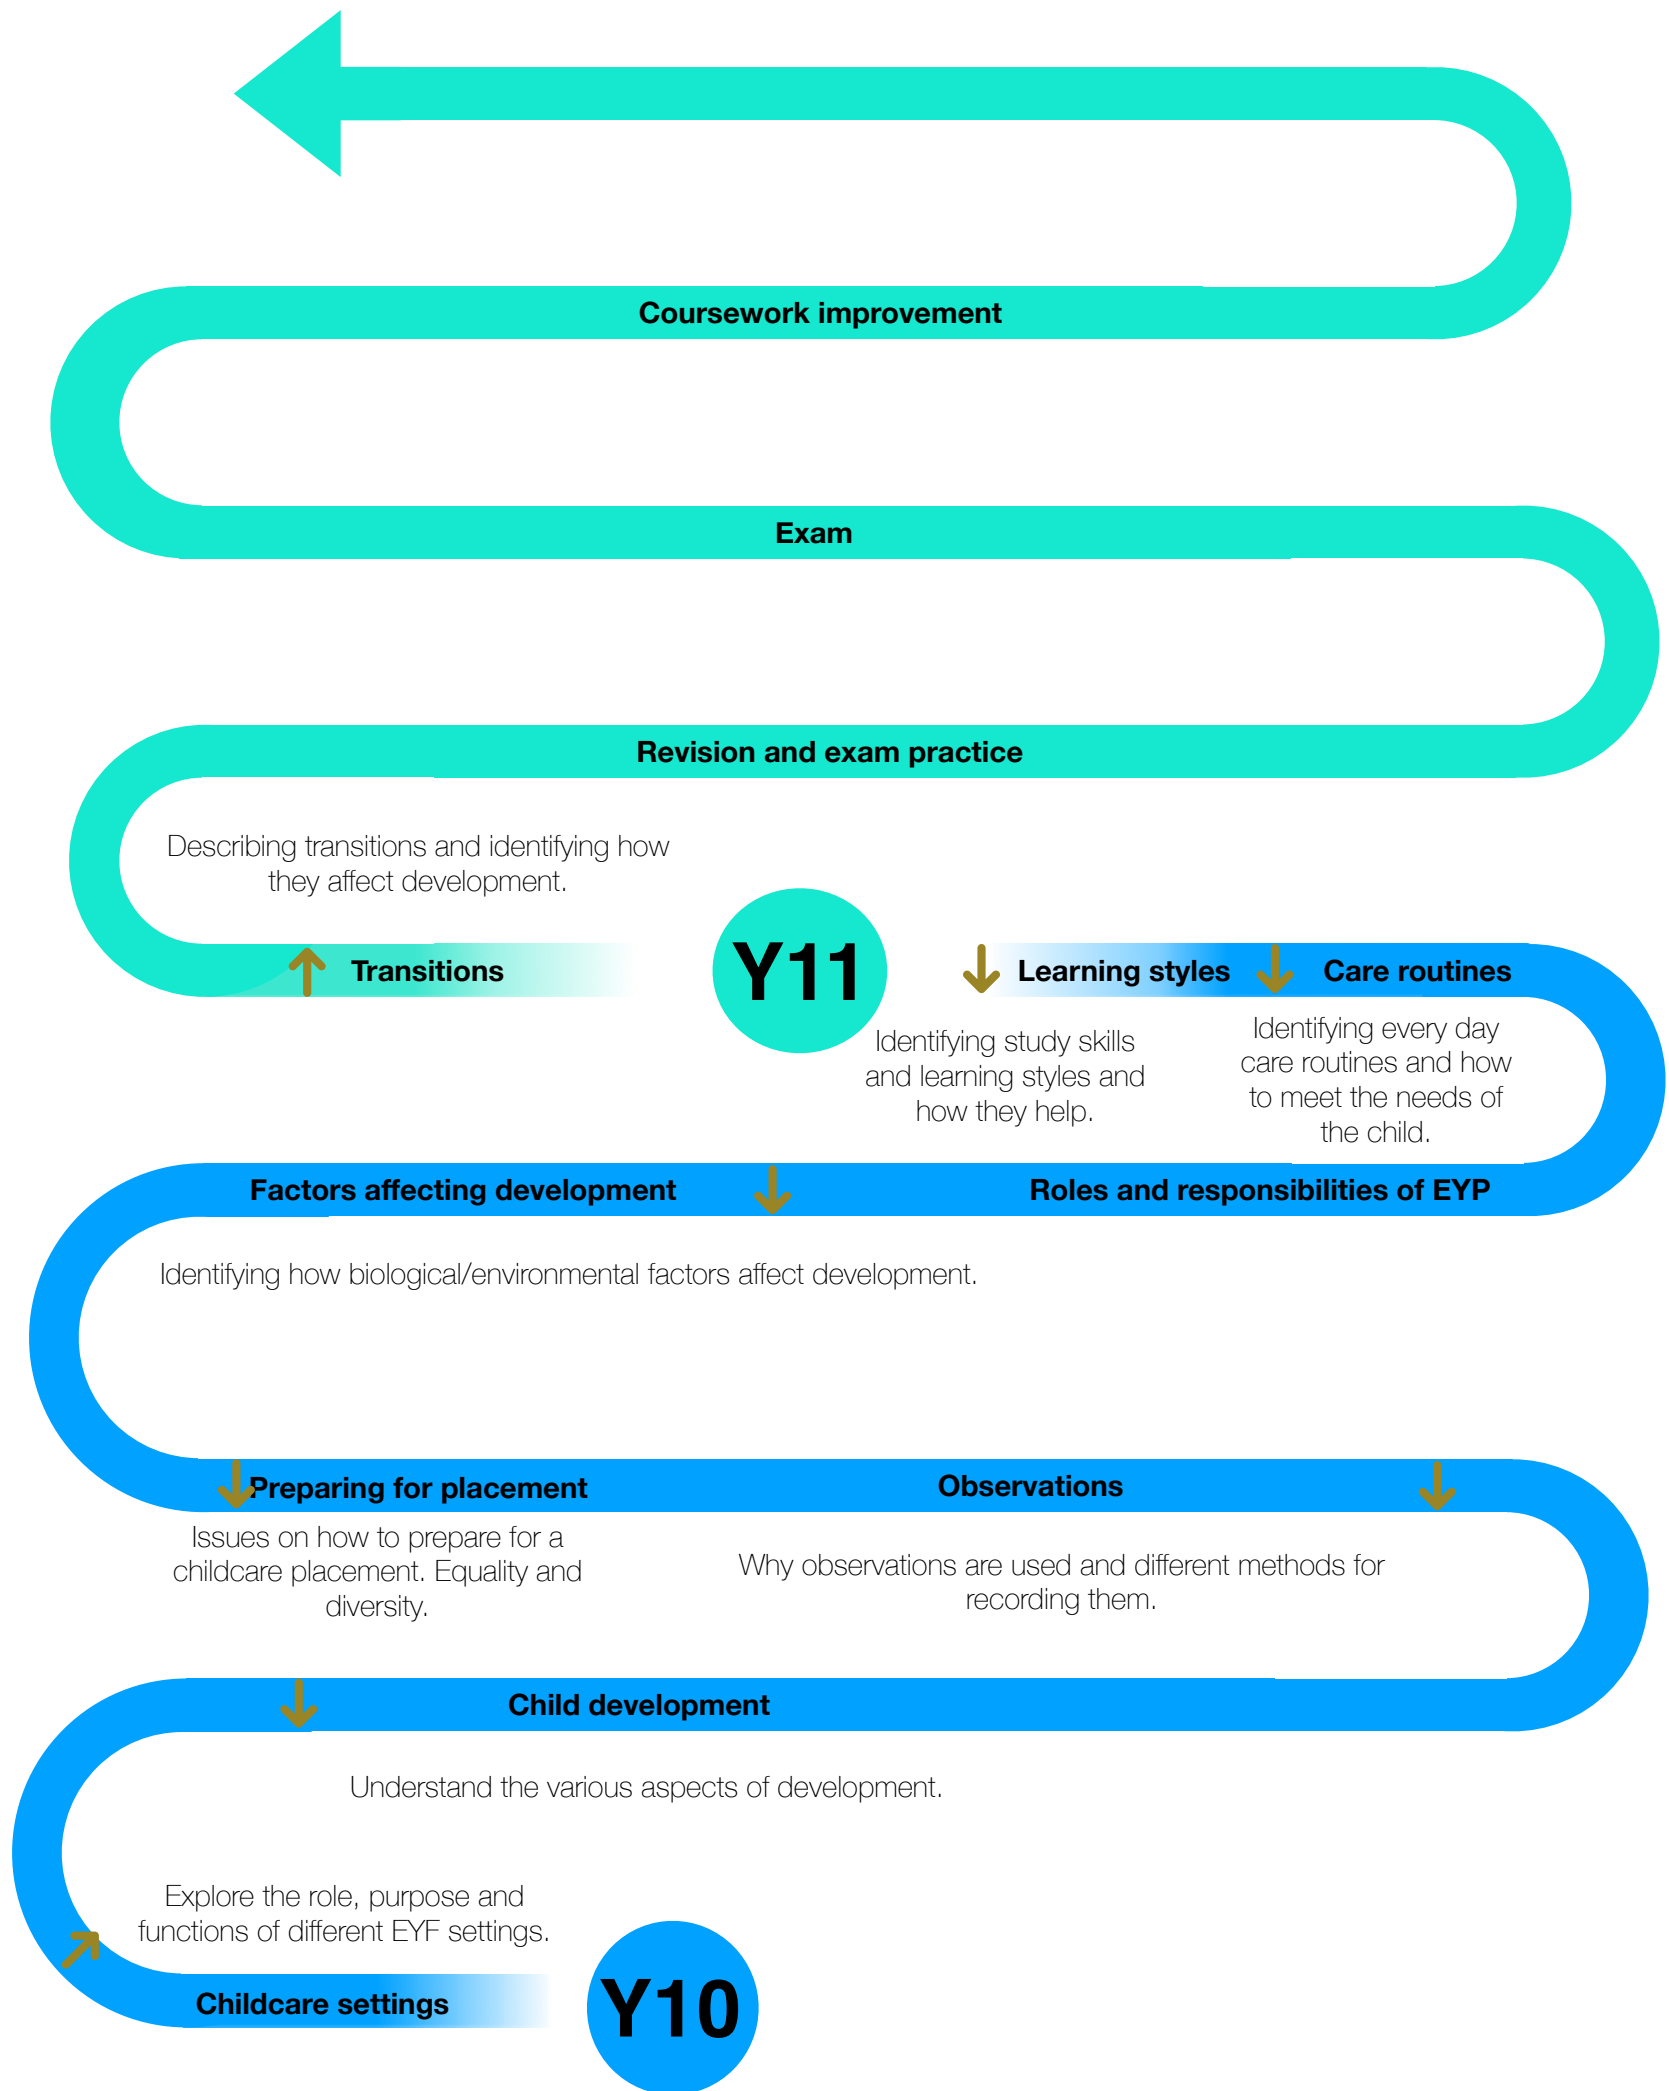 Coursework improvement
Exam
Revision and exam practice
Describing transitions and identifying how
they affect development.
Transitions
Y11
Learning styles
Care routines
Identifying study skills
and learning styles and
how they help.
Identifying every day
care routines and how
to meet the needs of
the child.
Factors affecting development
Roles and responsibilities of EYP
Identifying how biological/environmental factors affect development.
Preparing for placement
Observations
Issues on how to prepare for a
childcare placement. Equality and
diversity.
Why observations are used and different methods for
recording them.
Child development
Understand the various aspects of development.
Explore the role, purpose and
functions of different EYF settings.
Childcare settings
Y10